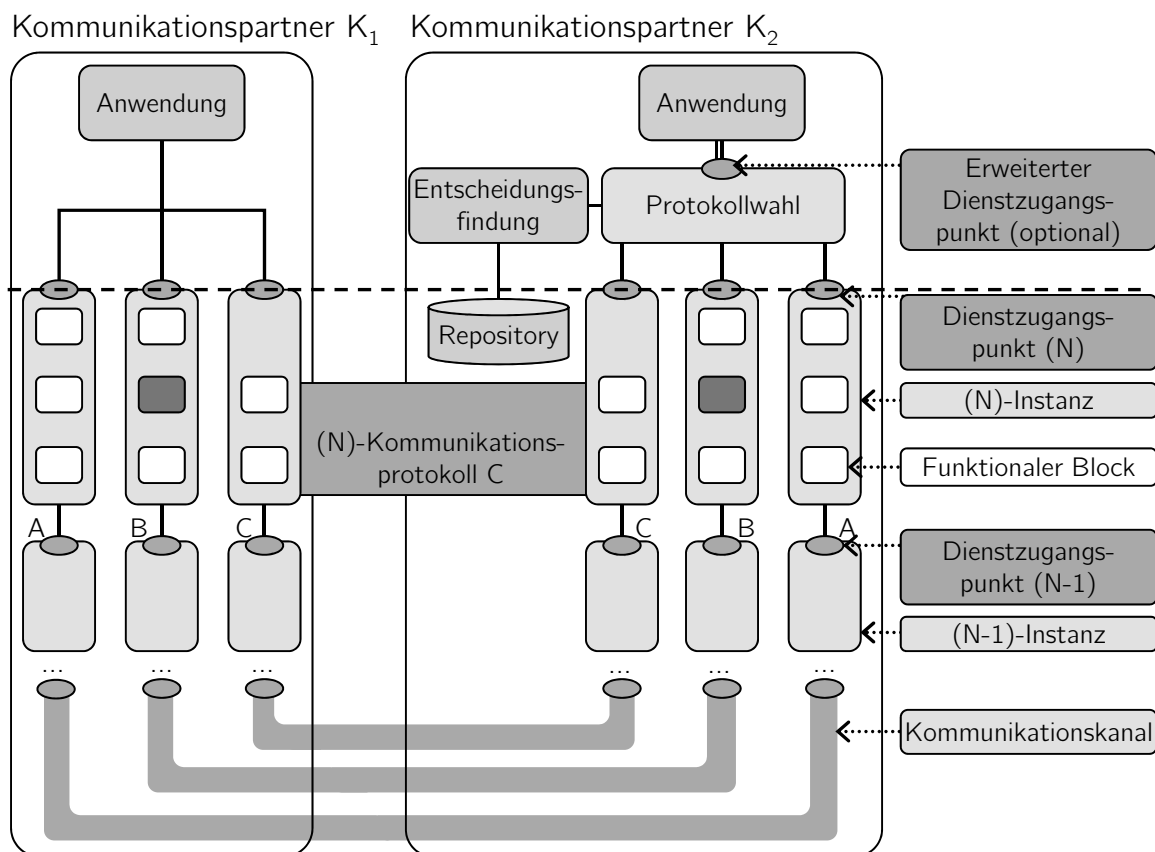 Kommunikationspartner K1
Kommunikationspartner K2
Anwendung
Anwendung
Entscheidungs-
findung
Protokollwahl
Erweiterter
Dienstzugangs-
punkt (optional)
Repository
Dienstzugangs-
punkt (N)
(N)-Instanz
(N)-Kommunikations-
protokoll C
Funktionaler Block
A
B
C
C
B
A
Dienstzugangs-
punkt (N-1)
(N-1)-Instanz
...
...
...
...
...
...
Kommunikationskanal